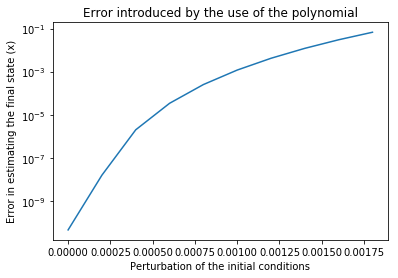 Error introduced by the use of the polynomial
Error in estimating the final state (x)
10⁻¹
10⁻³
10⁻⁵
10⁻⁷
10⁻⁹
0.00000 0.00025 0.00050 0.00075 0.00100 0.00125 0.00150 0.00175
Perturbation of the initial conditions